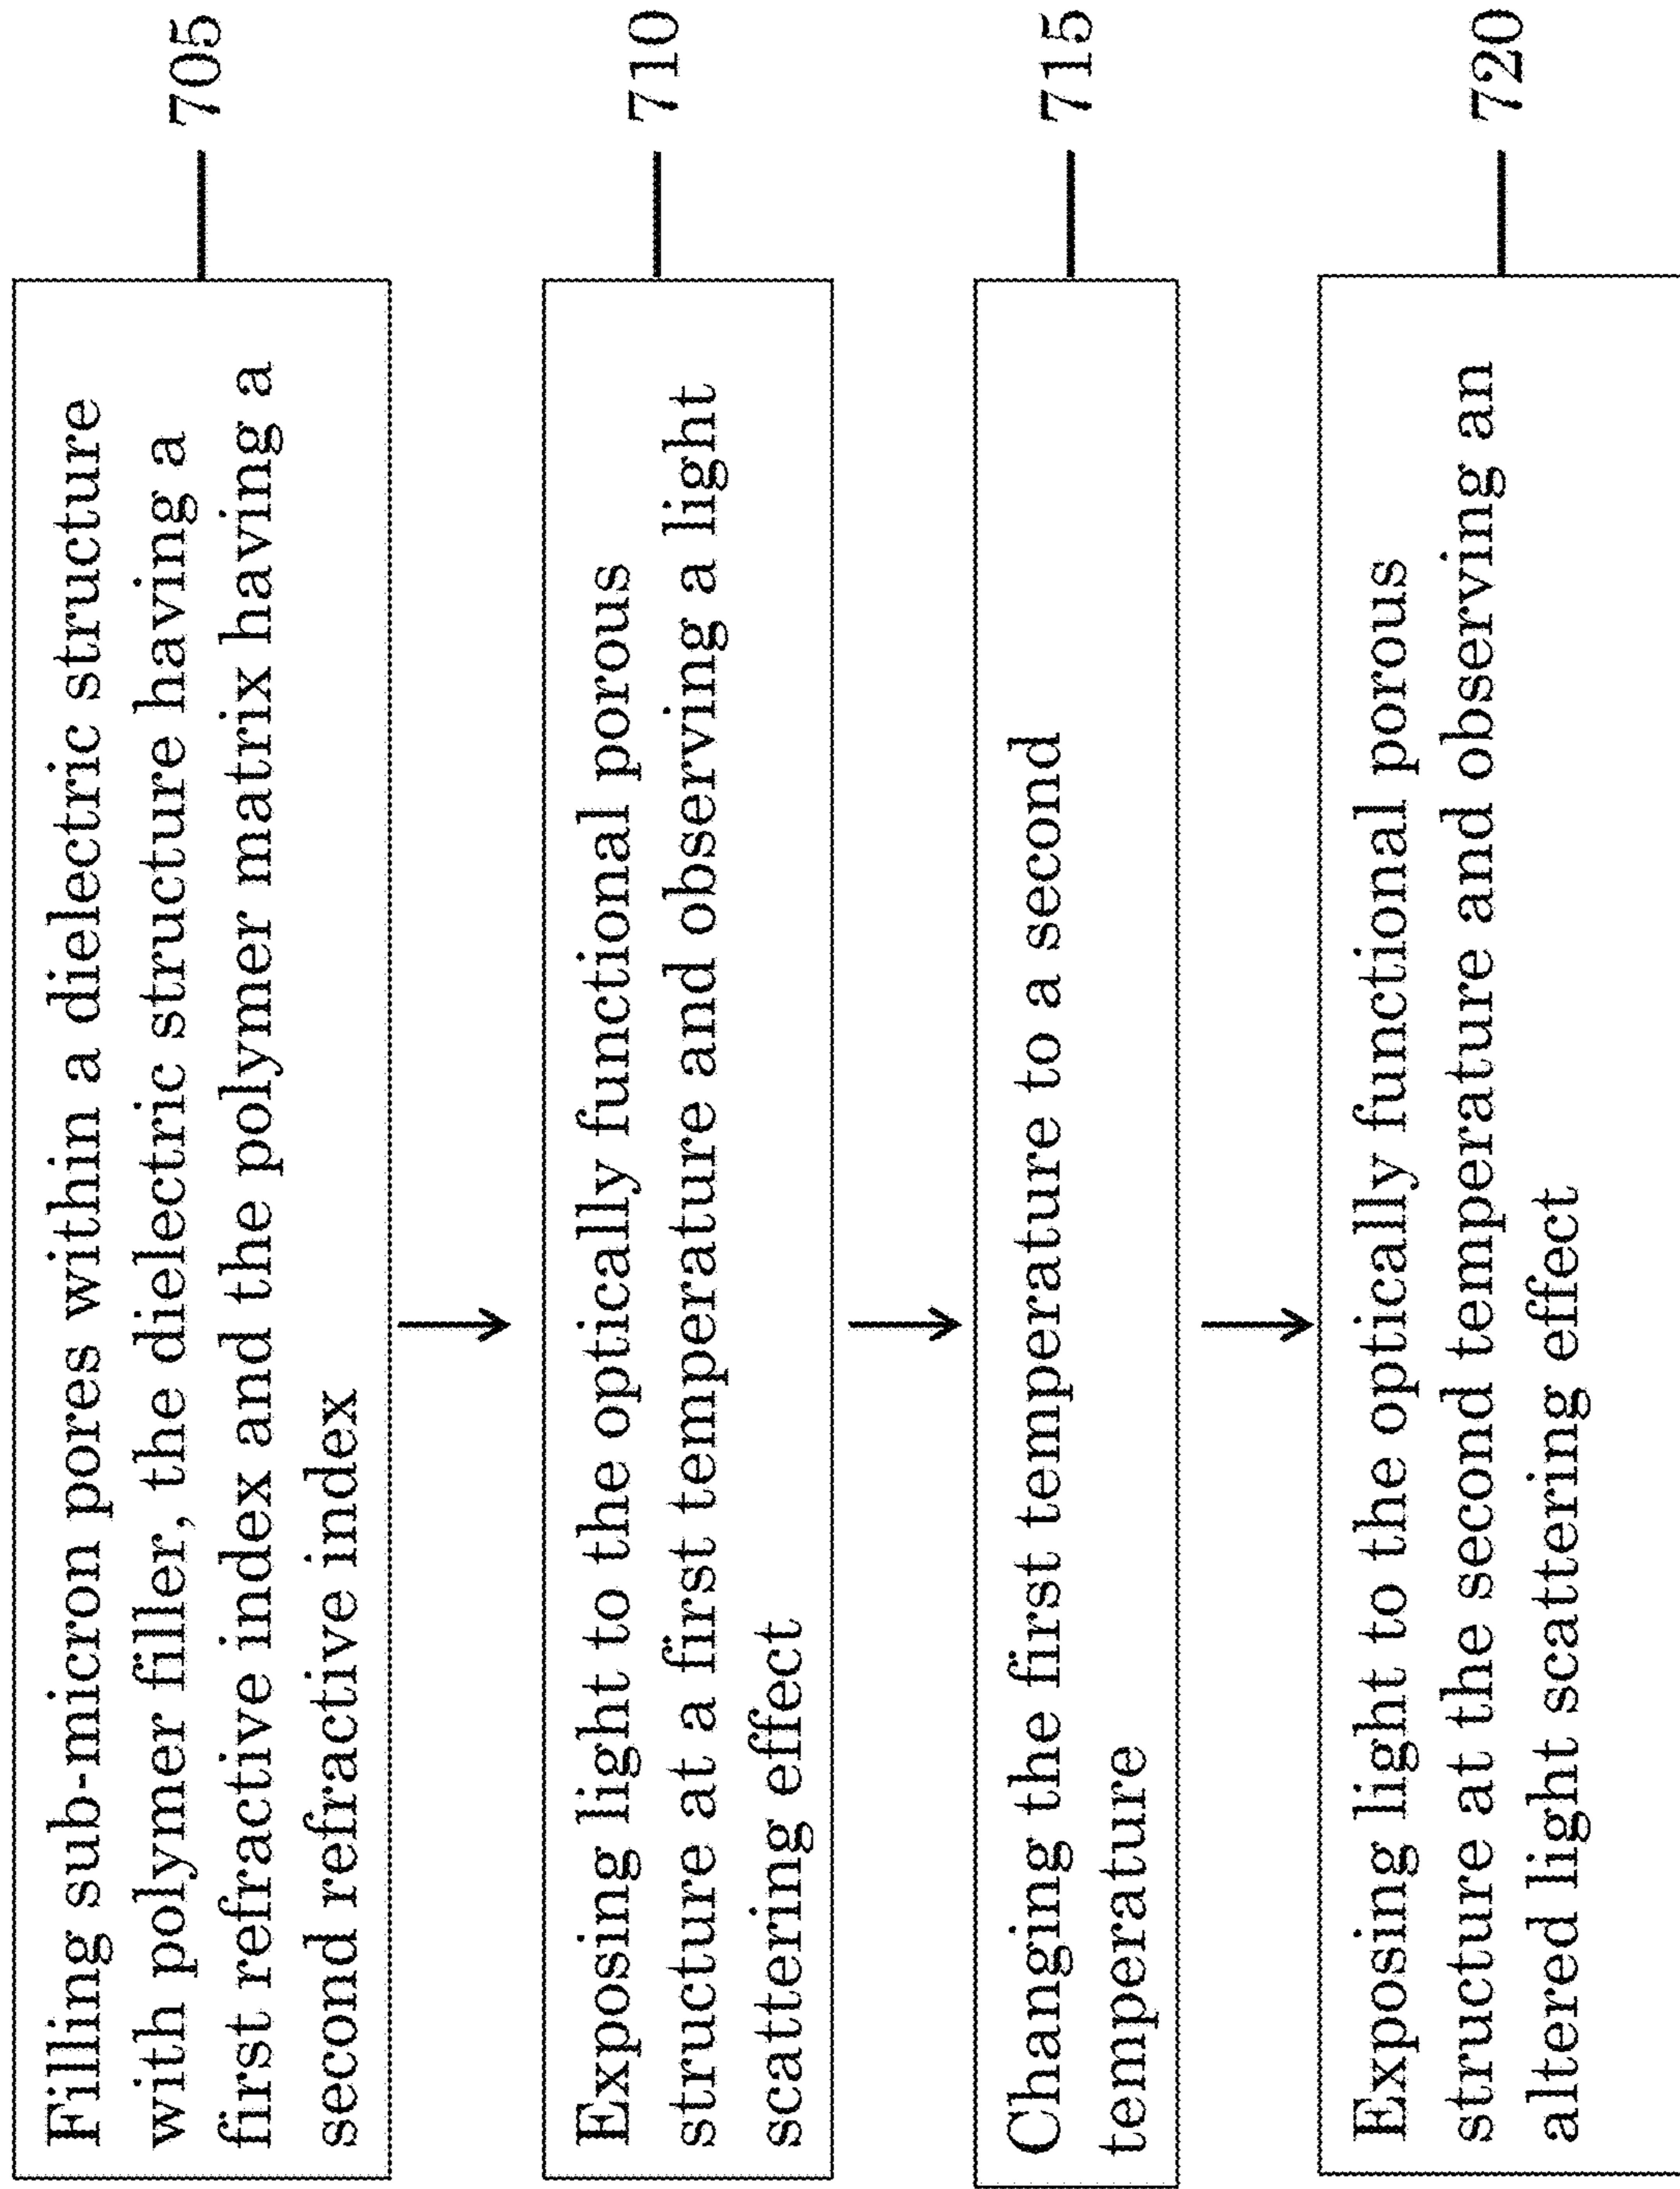 Filling sub-micron pores within a dielectric structure
with polymer filler, the dielectric structure having a
first refractive index and the polymer matrix having a
second refractive index
705
Exposing light to the optically functional porous
structure at a first temperature and observing a light
scattering effect
710
Changing the first temperature to a second
temperature
715
Exposing light to the optically functional porous
structure at the second temperature and observing an
altered light scattering effect
720